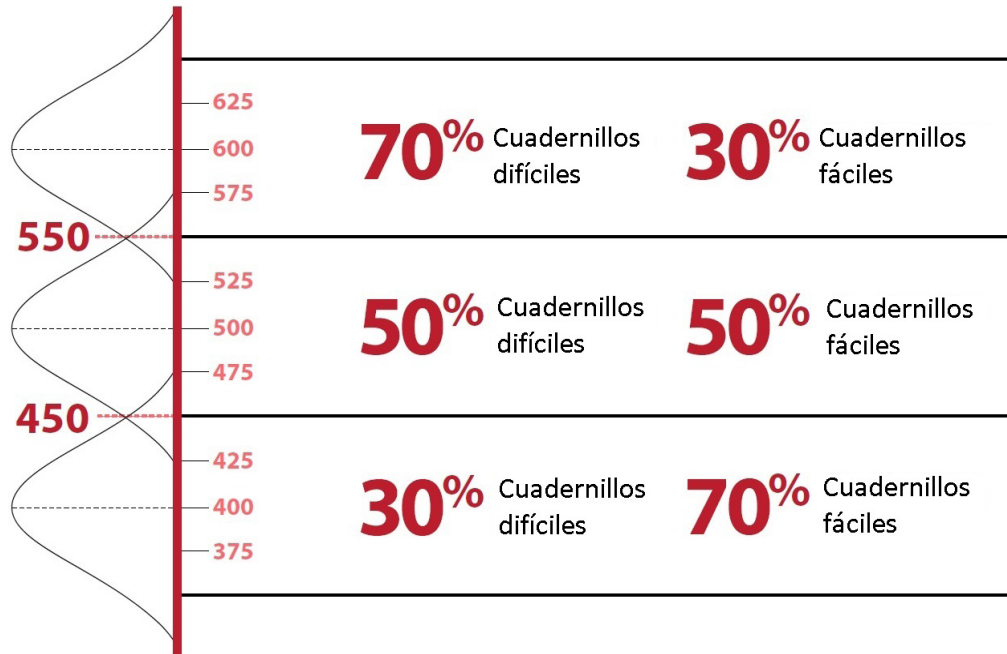 625
600
575
70% Cuadernillos difíciles
30% Cuadernillos fáciles
550
525
500
475
50% Cuadernillos difíciles
50% Cuadernillos fáciles
450
425
400
375
30% Cuadernillos difíciles
70% Cuadernillos fáciles